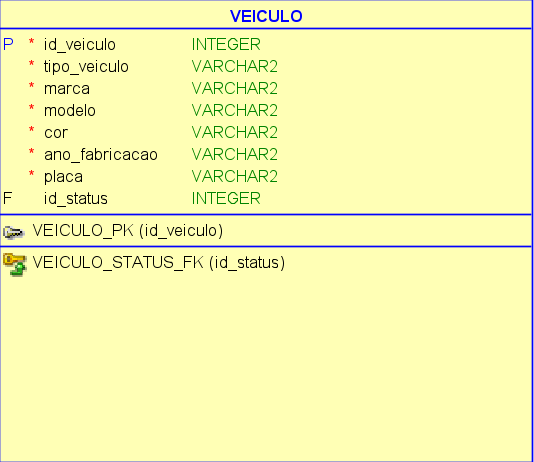 VEICULO
P * id_veiculo INTEGER
* tipo_veiculo VARCHAR2
* marca VARCHAR2
* modelo VARCHAR2
* cor VARCHAR2
* ano_fabricacao VARCHAR2
* placa VARCHAR2
F id_status INTEGER
VEICULO_PK (id_veiculo)
VEICULO_STATUS_FK (id_status)